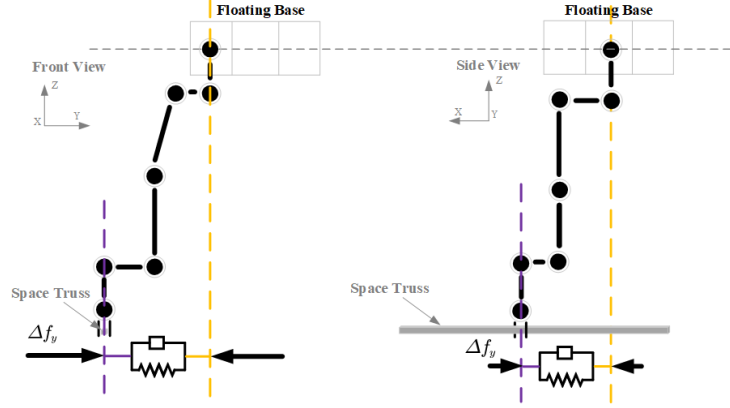 Floating Base
Front View
Z
X
Y
Space Truss
Δf_y
Floating Base
Side View
Z
X
Y
Space Truss
Δf_y